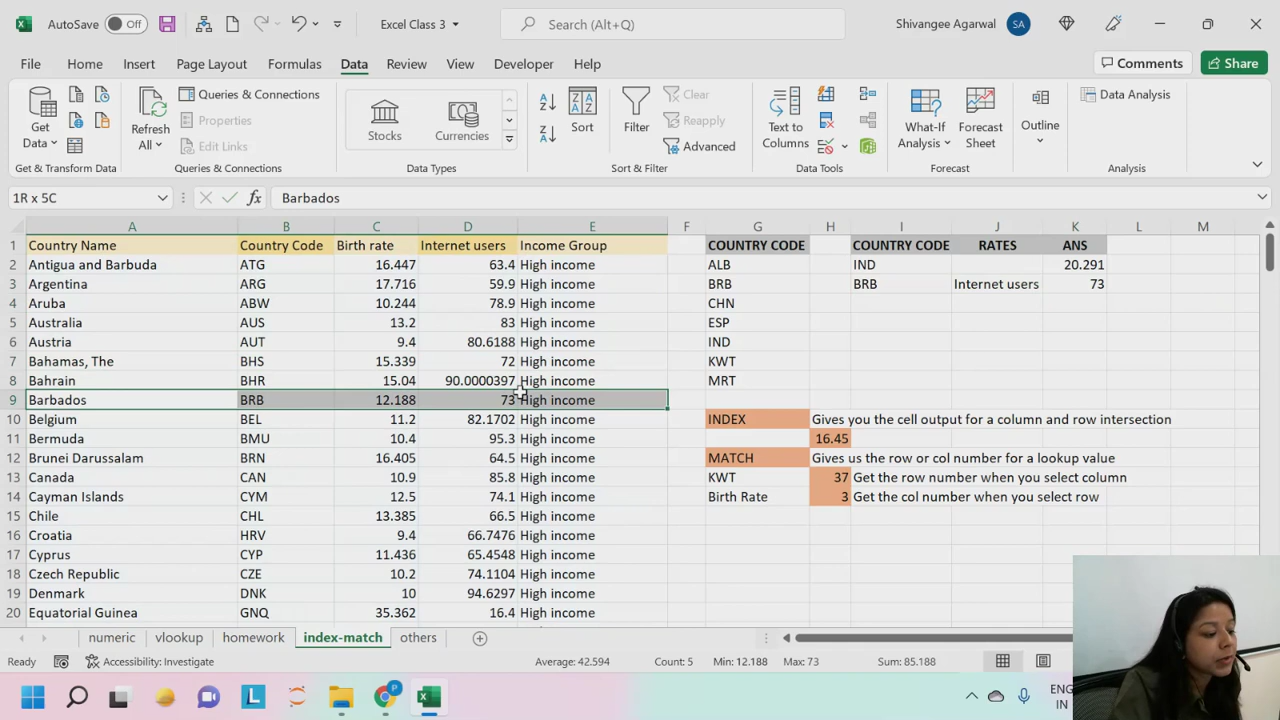 AutoSave Off Excel Class 3 Search (Alt+Q) Shivangee Agarwal SA
File Home Insert Page Layout Formulas Data Review View Developer Help Comments Share
Get Data Refresh All Queries & Connections Properties Edit Links Stocks Currencies Sort Filter Clear Reapply Advanced Text to Columns What-If Analysis Forecast Sheet Outline Data Analysis
Get & Transform Data Queries & Connections Data Types Sort & Filter Data Tools Forecast Analysis
1R x 5C fx Barbados
A B C D E F G H I J K L M
1 Country Name Country Code Birth rate Internet users Income Group COUNTRY CODE COUNTRY CODE RATES ANS
2 Antigua and Barbuda ATG 16.447 63.4 High income ALB IND 20.291
3 Argentina ARG 17.716 59.9 High income BRB BRB Internet users 73
4 Aruba ABW 10.244 78.9 High income CHN
5 Australia AUS 13.2 83 High income ESP
6 Austria AUT 9.4 80.6188 High income IND
7 Bahamas, The BHS 15.339 72 High income KWT
8 Bahrain BHR 15.04 90.0000397 High income MRT
9 Barbados BRB 12.188 73 High income
10 Belgium BEL 11.2 82.1702 High income INDEX Gives you the cell output for a column and row intersection
11 Bermuda BMU 10.4 95.3 High income 16.45
12 Brunei Darussalam BRN 16.405 64.5 High income MATCH Gives us the row or col number for a lookup value
13 Canada CAN 10.9 85.8 High income KWT 37 Get the row number when you select column
14 Cayman Islands CYM 12.5 74.1 High income Birth Rate 3 Get the col number when you select row
15 Chile CHL 13.385 66.5 High income
16 Croatia HRV 9.4 66.7476 High income
17 Cyprus CYP 11.436 65.4548 High income
18 Czech Republic CZE 10.2 74.1104 High income
19 Denmark DNK 10 94.6297 High income
20 Equatorial Guinea GNQ 35.362 16.4 High income
numeric vlookup homework index-match others
Ready Accessibility: Investigate Average: 42.594 Count: 5 Min: 12.188 Max: 73 Sum: 85.188
L P ENG
IN